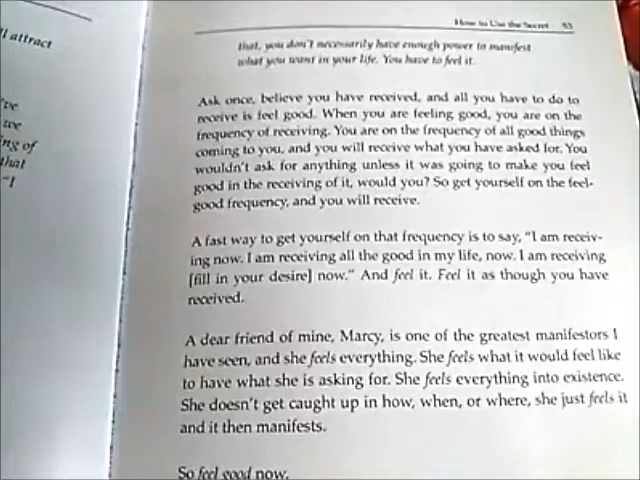 ll attract
've
we
ng of
that
"I
How to Use the Secret 53
that, you don't necessarily have enough power to manifest
what you want in your life. You have to feel it.
Ask once, believe you have received, and all you have to do to
receive is feel good. When you are feeling good, you are on the
frequency of receiving. You are on the frequency of all good things
coming to you, and you will receive what you have asked for. You
wouldn't ask for anything unless it was going to make you feel
good in the receiving of it, would you? So get yourself on the feel-
good frequency, and you will receive.
A fast way to get yourself on that frequency is to say, "I am receiv-
ing now. I am receiving all the good in my life, now. I am receiving
[fill in your desire] now." And feel it. Feel it as though you have
received.
A dear friend of mine, Marcy, is one of the greatest manifestors I
have seen, and she feels everything. She feels what it would feel like
to have what she is asking for. She feels everything into existence.
She doesn't get caught up in how, when, or where, she just feels it
and it then manifests.
So feel good now.